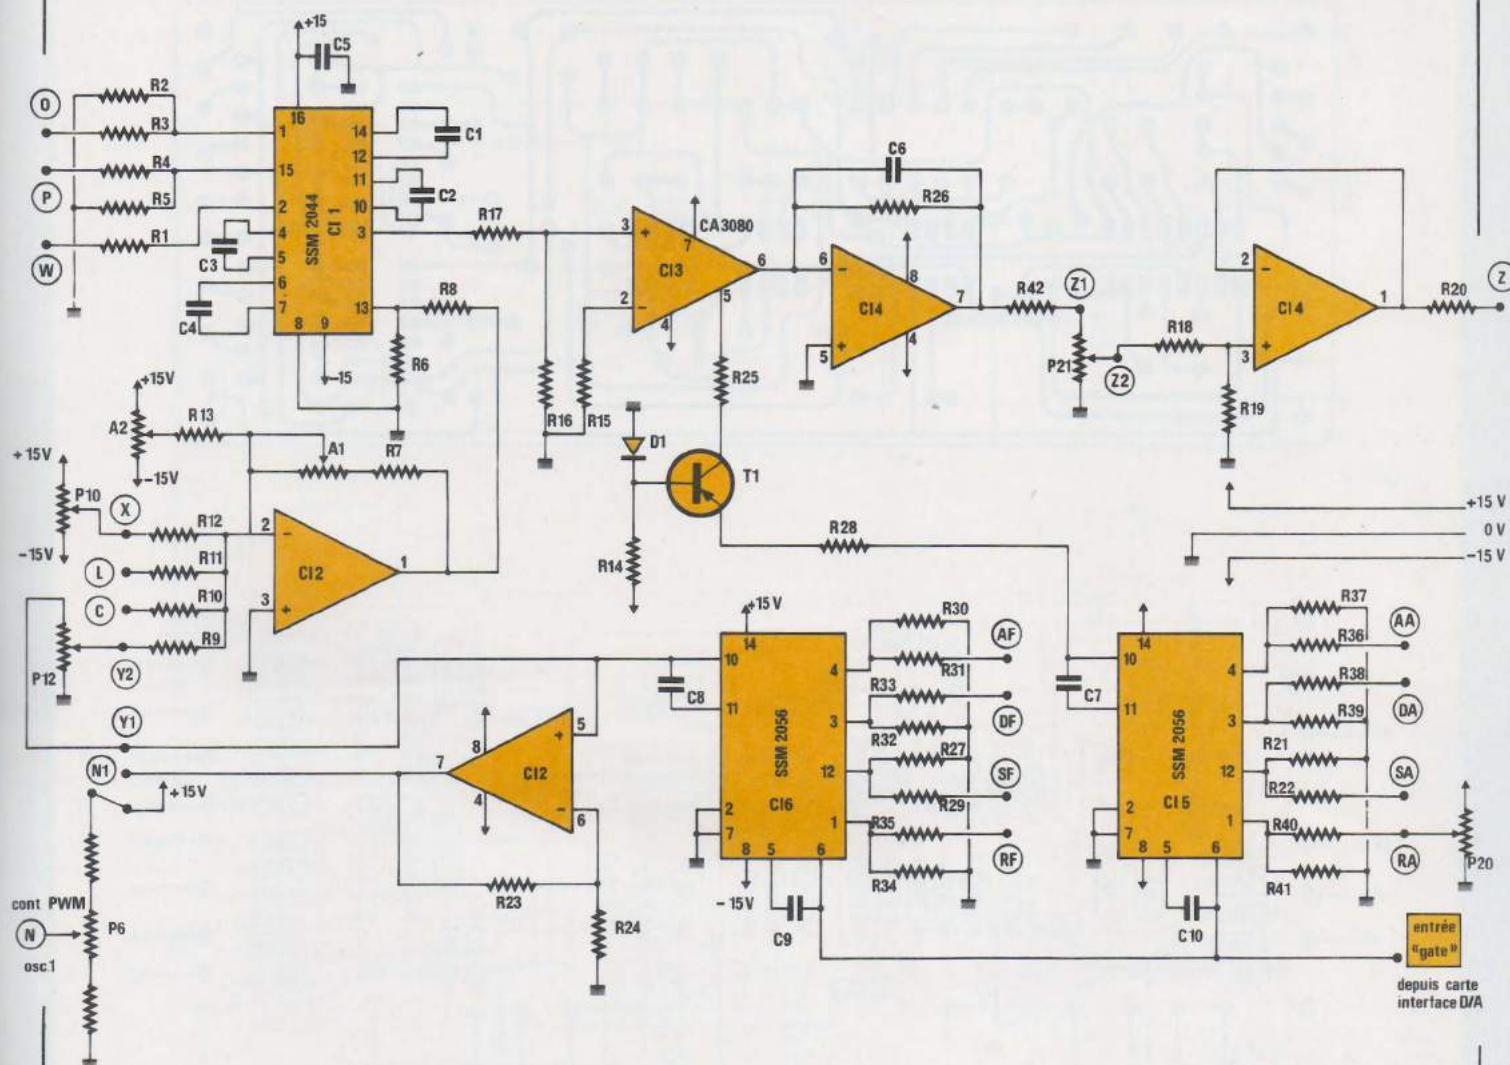 +15
C5
O
R2
R3
P
R4
R5
W
R1
16
1
15
2
4
5
6
7
8
9
14
12
11
10
3
13
SSM 2044
CI 1
C1
C2
C3
C4
-15
R17
R8
R6
R16
R15
3
2
+
-
CI3
CA3080
7
6
5
4
R25
C6
R26
6
5
-
+
CI4
8
7
4
R42
Z1
P21
Z2
R18
R19
2
3
-
+
CI4
1
R20
Z
+15V
A2
R13
-15V
A1
R7
+15V
P10
-15V
X
R12
L
R11
C
R10
R9
P12
Y2
Y1
2
3
-
+
CI2
1
D1
T1
R14
R28
+15 V
0 V
-15 V
N1
+15V
cont PWM
N
P6
osc.1
7
8
4
5
6
+
-
CI2
R23
R24
C8
+15V
14
10
11
4
3
12
2
7
1
8
5
6
SSM 2056
CI6
-15V
C9
R30
R31
R33
R32
R27
R29
R35
R34
AF
DF
SF
RF
C7
14
10
11
4
3
12
2
7
1
8
5
6
SSM 2056
CI5
C10
R37
R36
R38
R39
R21
R22
R40
R41
AA
DA
SA
RA
P20
entrée
«gate»
depuis carte
interface D/A